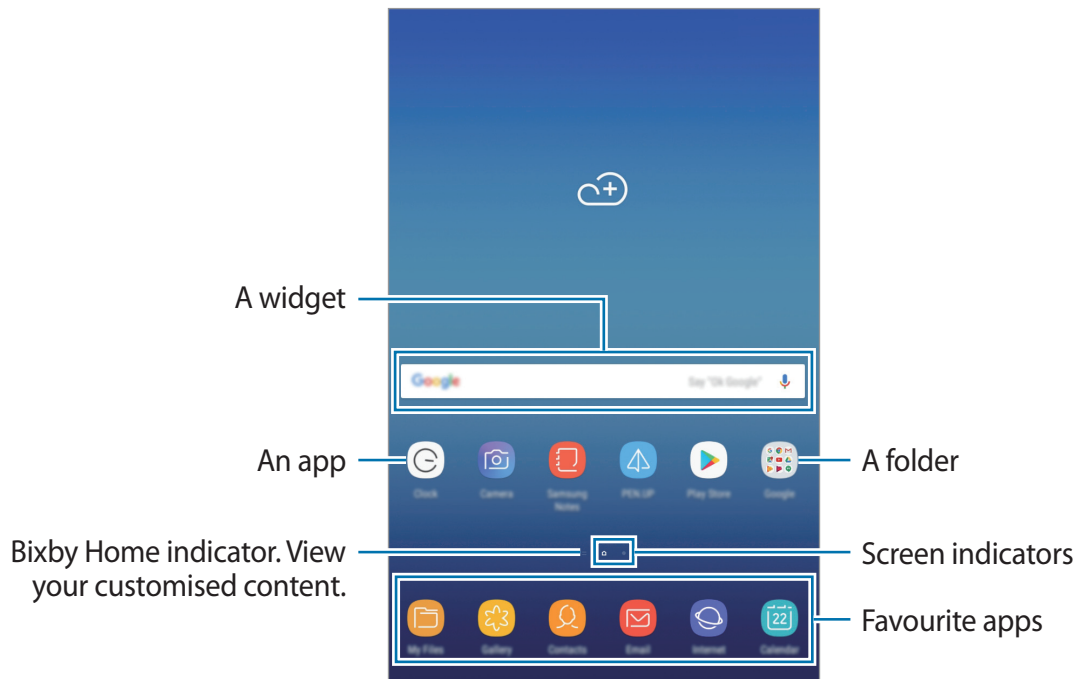 A widget
Google
Say "Ok Google"
An app
A folder
Clock
Camera
Samsung
Notes
PEN.UP
Play Store
Google
Bixby Home indicator. View
your customised content.
Screen indicators
22
Favourite apps
My Files
Gallery
Contacts
Email
Internet
Calendar